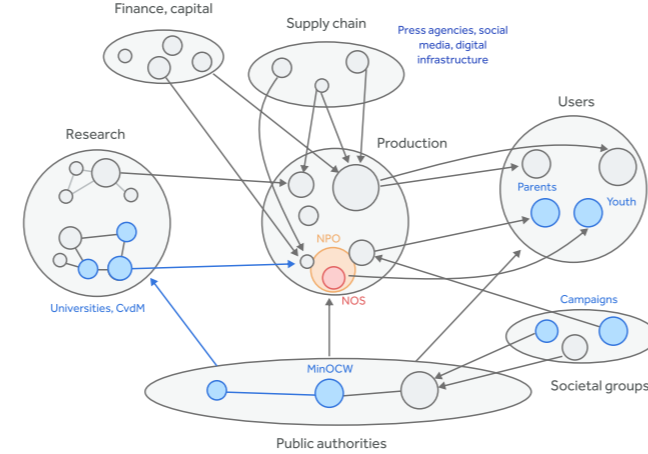 Finance, capital
Supply chain
Press agencies, social
media, digital
infrastructure
Users
Research
Production
Parents
Youth
NPO
NOS
Universities, CvdM
Campaigns
MinOCW
Societal groups
Public authorities